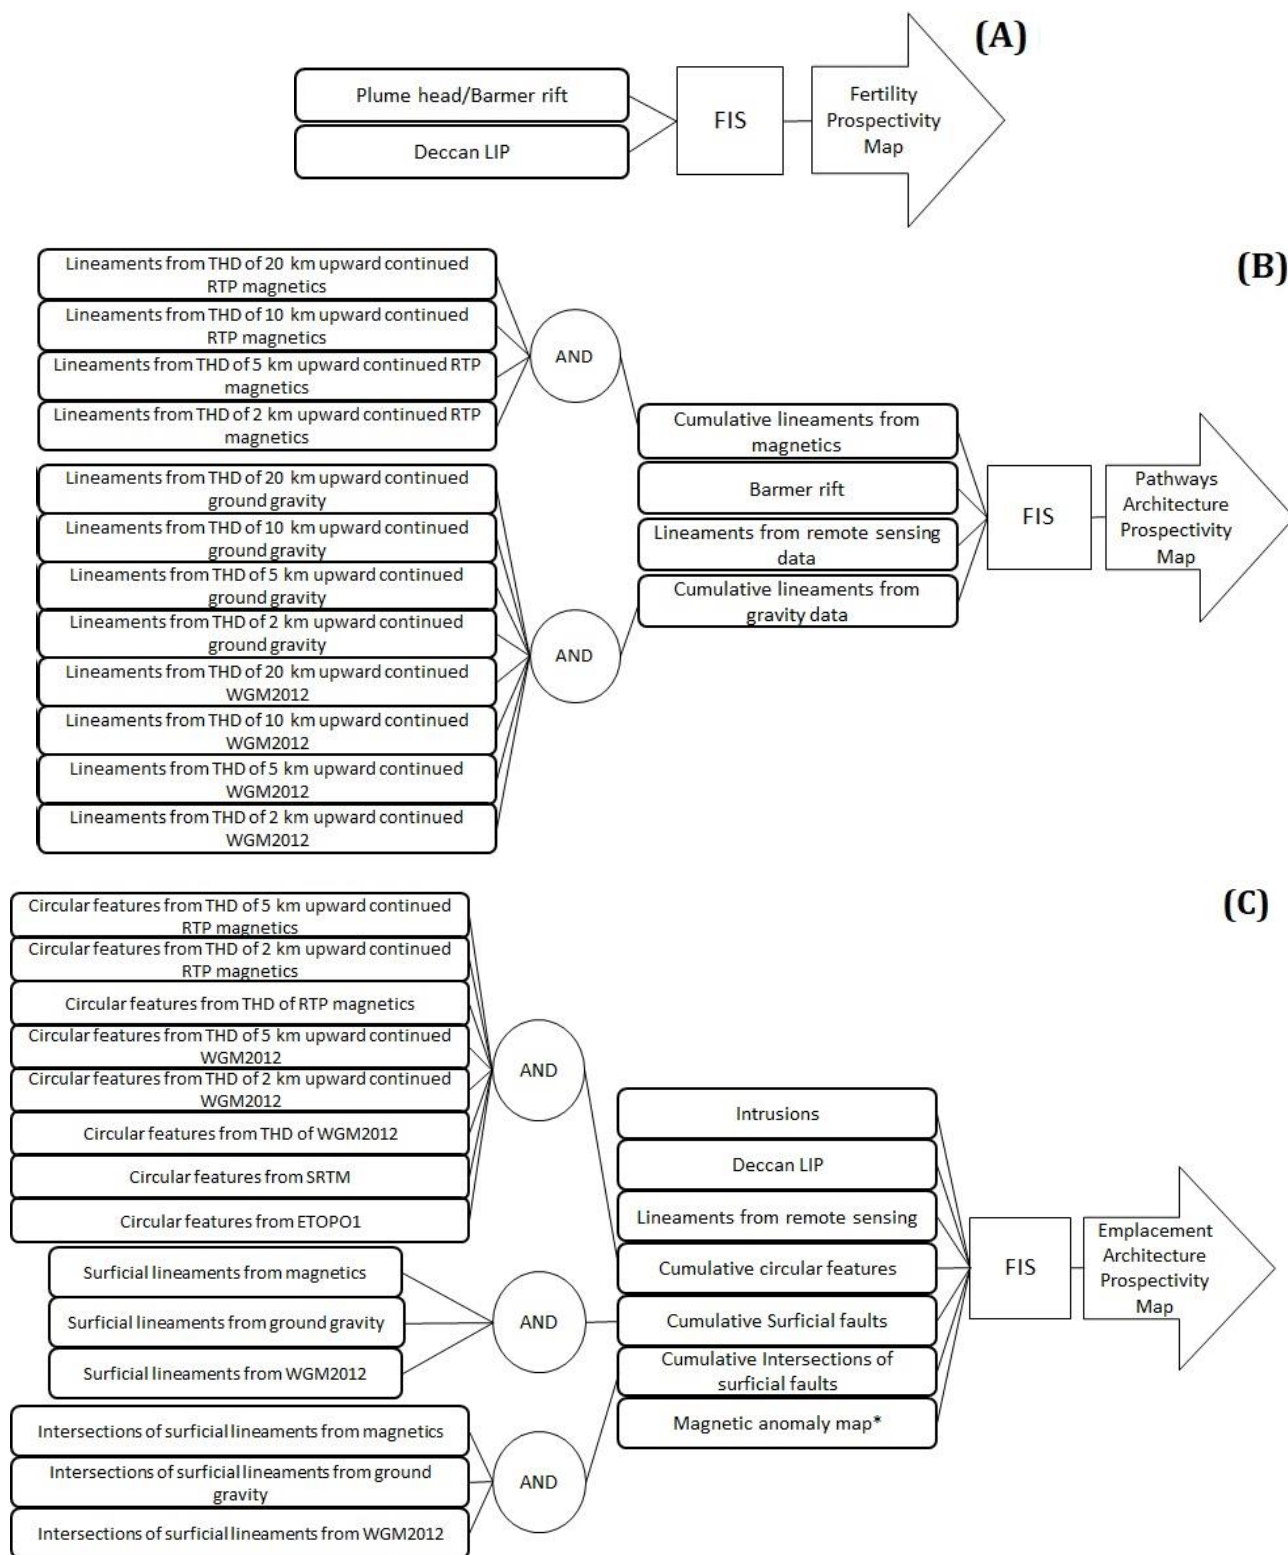 (A)
Plume head/Barmer rift
Deccan LIP
FIS
Fertility
Prospectivity
Map
(B)
Lineaments from THD of 20 km upward continued
RTP magnetics
Lineaments from THD of 10 km upward continued
RTP magnetics
Lineaments from THD of 5 km upward continued RTP
magnetics
Lineaments from THD of 2 km upward continued RTP
magnetics
AND
Lineaments from THD of 20 km upward continued
ground gravity
Lineaments from THD of 10 km upward continued
ground gravity
Lineaments from THD of 5 km upward continued
ground gravity
Lineaments from THD of 2 km upward continued
ground gravity
Lineaments from THD of 20 km upward continued
WGM2012
Lineaments from THD of 10 km upward continued
WGM2012
Lineaments from THD of 5 km upward continued
WGM2012
Lineaments from THD of 2 km upward continued
WGM2012
AND
Cumulative lineaments from
magnetics
Barmer rift
Lineaments from remote sensing
data
Cumulative lineaments from
gravity data
FIS
Pathways
Architecture
Prospectivity
Map
(C)
Circular features from THD of 5 km upward continued
RTP magnetics
Circular features from THD of 2 km upward continued
RTP magnetics
Circular features from THD of RTP magnetics
Circular features from THD of 5 km upward continued
WGM2012
Circular features from THD of 2 km upward continued
WGM2012
Circular features from THD of WGM2012
Circular features from SRTM
Circular features from ETOPO1
AND
Surficial lineaments from magnetics
Surficial lineaments from ground gravity
Surficial lineaments from WGM2012
AND
Intersections of surficial lineaments from magnetics
Intersections of surficial lineaments from ground
gravity
Intersections of surficial lineaments from WGM2012
AND
Intrusions
Deccan LIP
Lineaments from remote sensing
Cumulative circular features
Cumulative Surficial faults
Cumulative Intersections of
surficial faults
Magnetic anomaly map*
FIS
Emplacement
Architecture
Prospectivity
Map